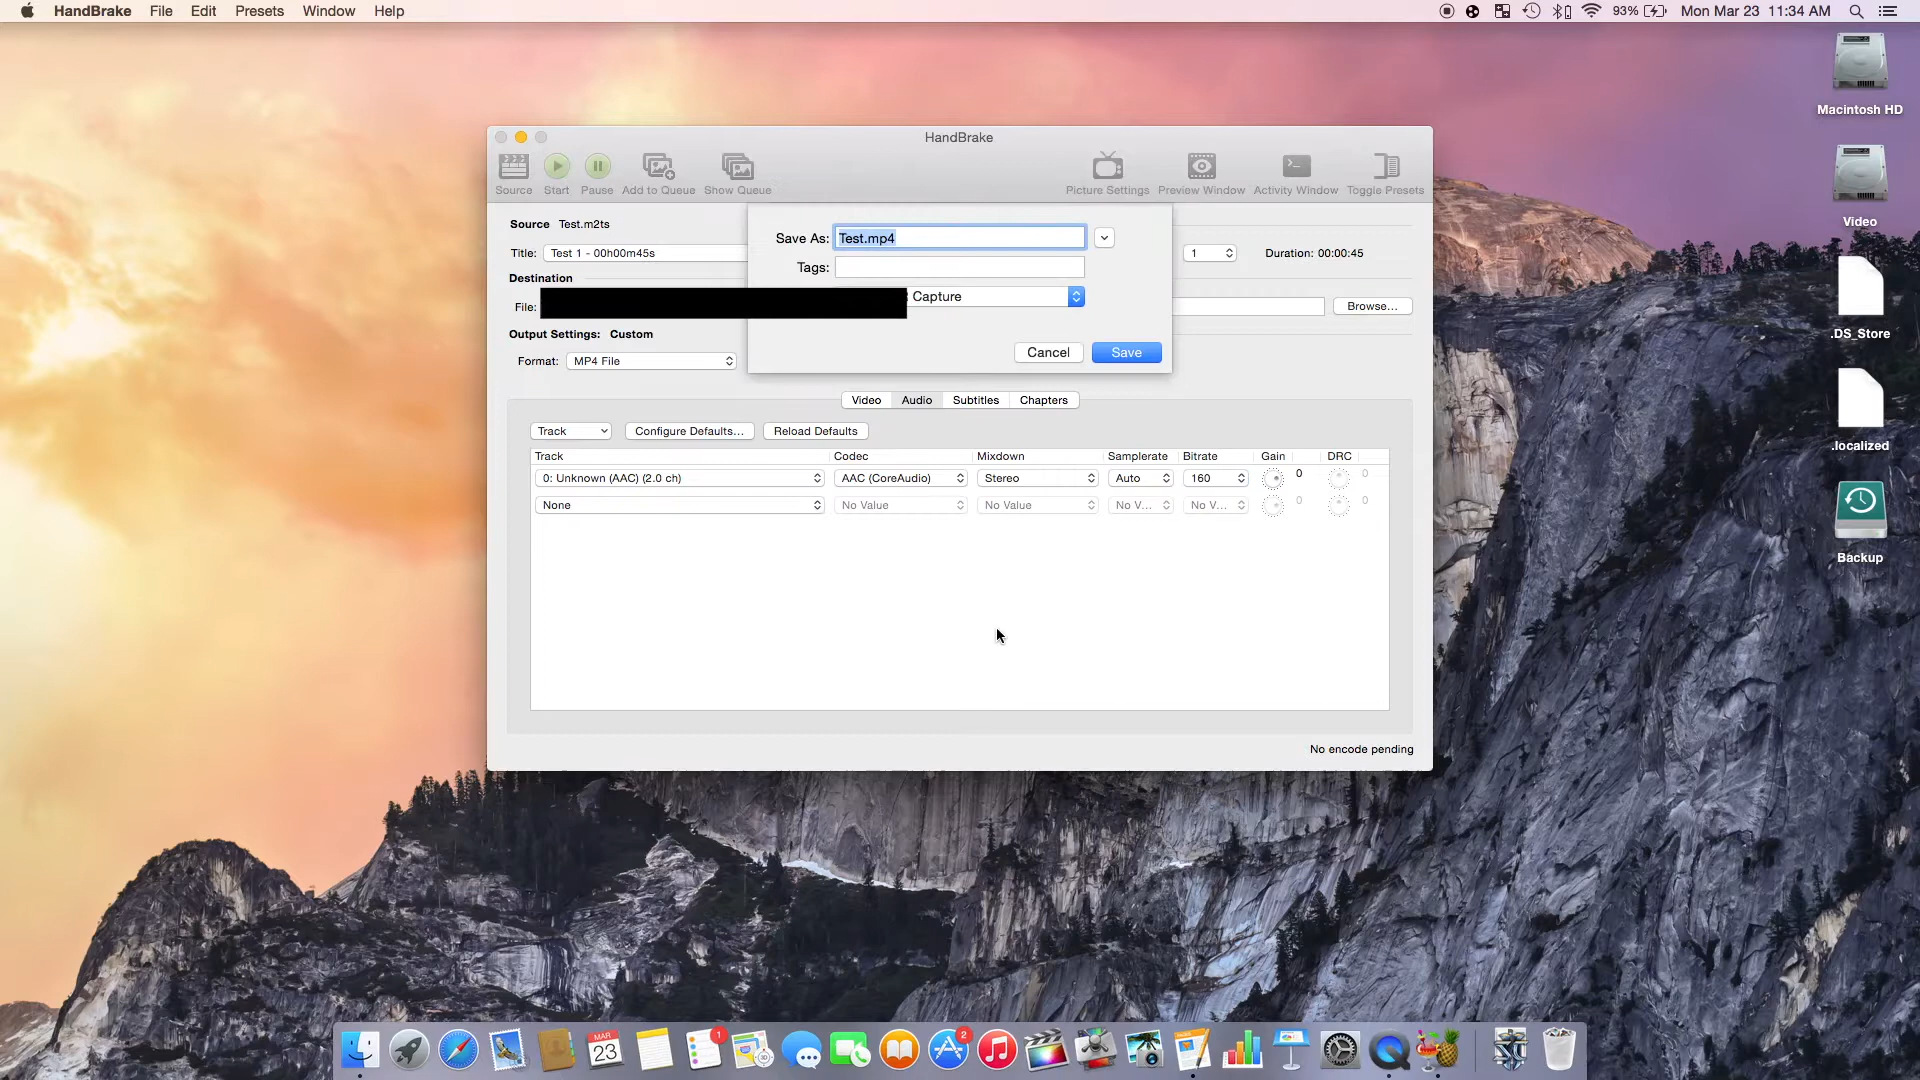 HandBrake File Edit Presets Window Help 93% Mon Mar 23 11:34 AM
Macintosh HD
Video
.DS_Store
.localized
Backup
HandBrake
Source Start Pause Add to Queue Show Queue Picture Settings Preview Window Activity Window Toggle Presets
Source Test.m2ts
Save As: Test.mp4
Title: Test 1 - 00h00m45s 1 Duration: 00:00:45
Tags:
Destination
Capture
File: Browse...
Output Settings: Custom
Cancel Save
Format: MP4 File
Video Audio Subtitles Chapters
Track Configure Defaults... Reload Defaults
Track Codec Mixdown Samplerate Bitrate Gain DRC
0: Unknown (AAC) (2.0 ch) AAC (CoreAudio) Stereo Auto 160 0 0
None No Value No Value No V... No V... 0 0
No encode pending
MAR
23
1
3D
2